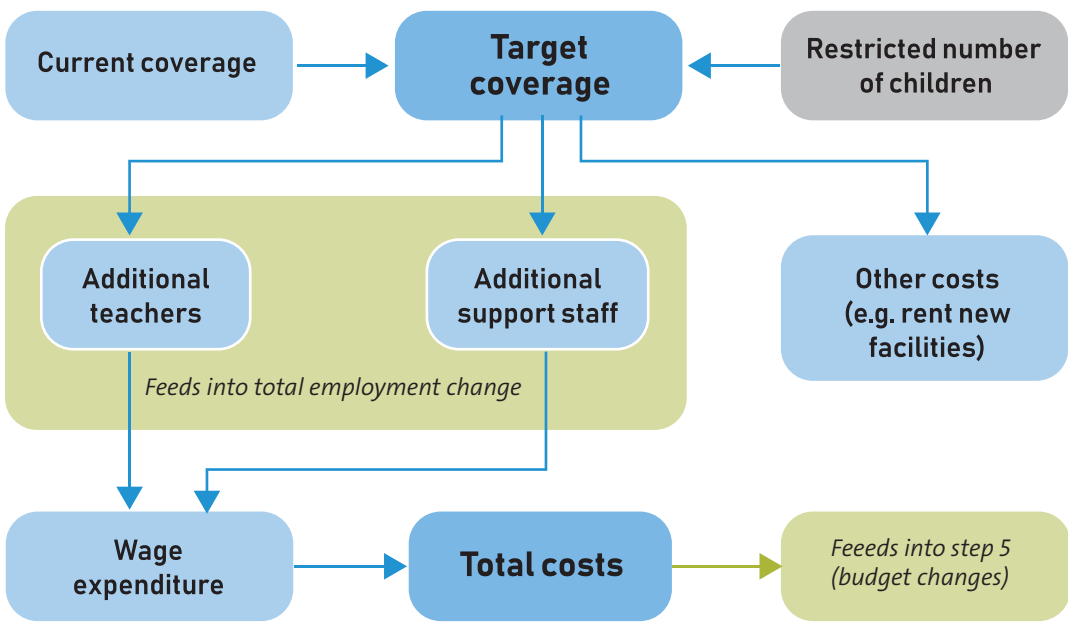 Current coverage
Target
coverage
Restricted number
of children
Additional
teachers
Additional
support staff
Other costs
(e.g. rent new
facilities)
Feeds into total employment change
Wage
expenditure
Total costs
Feeeds into step 5
(budget changes)